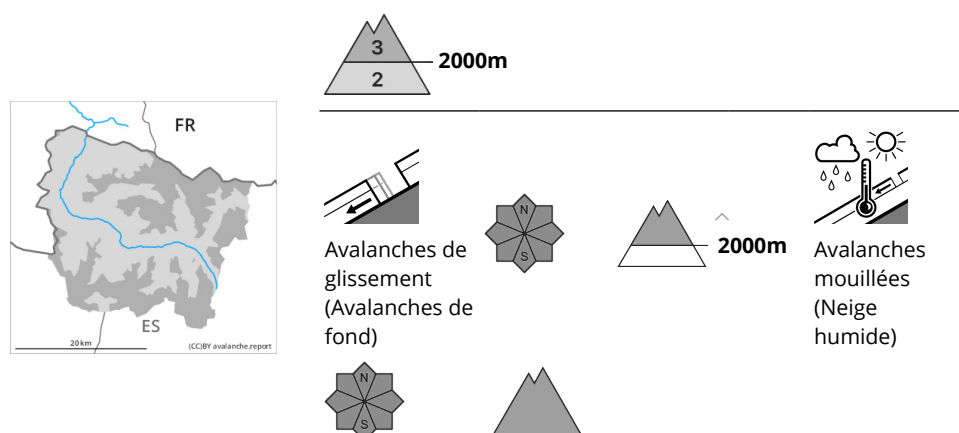 3
2000m
2
FR
ES
20 km
(CC)BY avalanche.report
Avalanches de
glissement
(Avalanches de
fond)
N
S
2000m
Avalanches
mouillées
(Neige
humide)
N
S